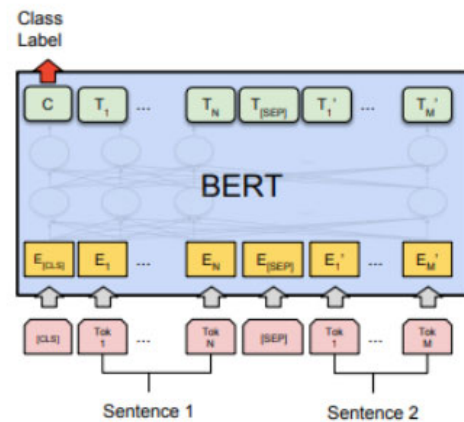 Class
Label
C T1 ... TN T[SEP] T1' ... TM'
BERT
E[CLS] E1 ... EN E[SEP] E1' ... EM'
[CLS] Tok 1 ... Tok N [SEP] Tok 1 ... Tok M
Sentence 1 Sentence 2